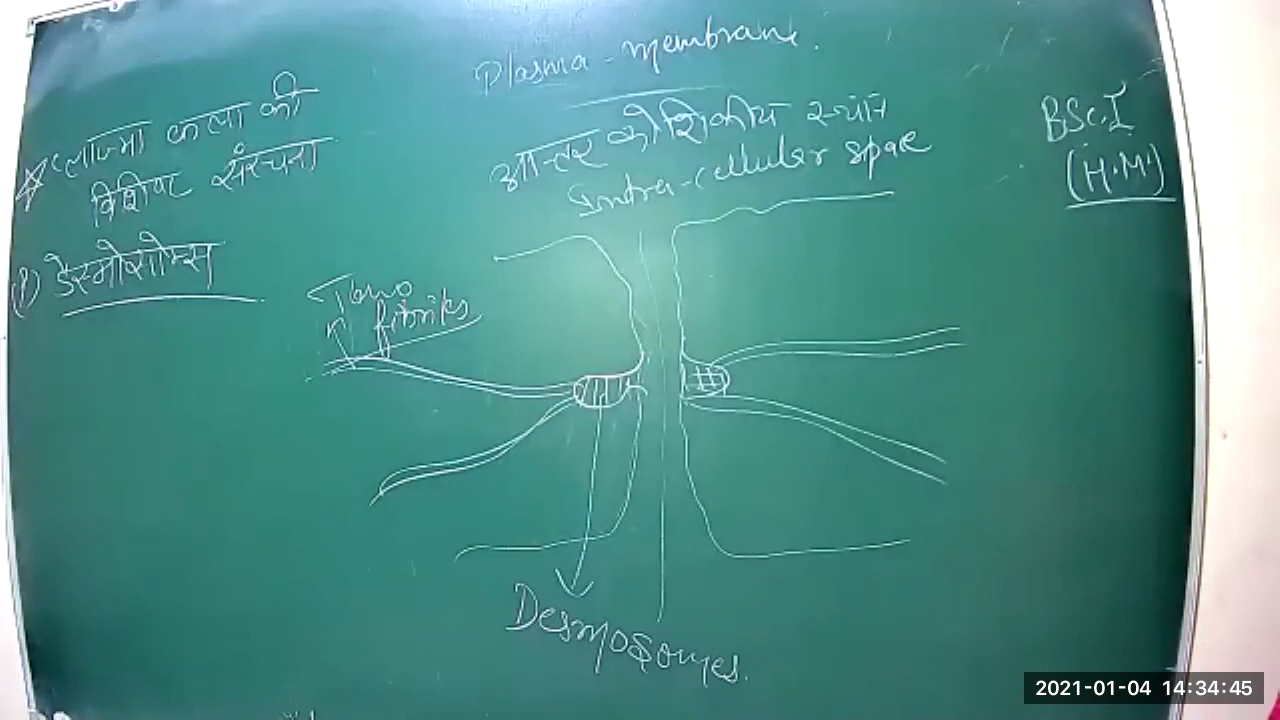 Plasma - membrane.
प्लाज्मा कला की
विशिष्ट संरचना
(1) डेस्मोसोम्स
आन्तर कोशिकीय स्थान
Intra-cellular space
BSc. I
(H.M.)
Tono
fibrils
Desmosomes.
2021-01-04 14:34:45